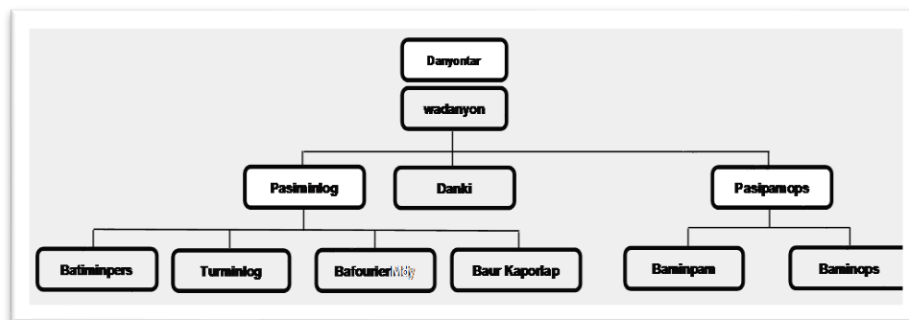 Danyontar
wadanyon
Pasiminlog
Danki
Pasipamops
Batiminpers
Turminlog
Bafourier
Baur Kaporlap
Baminpam
Baminops